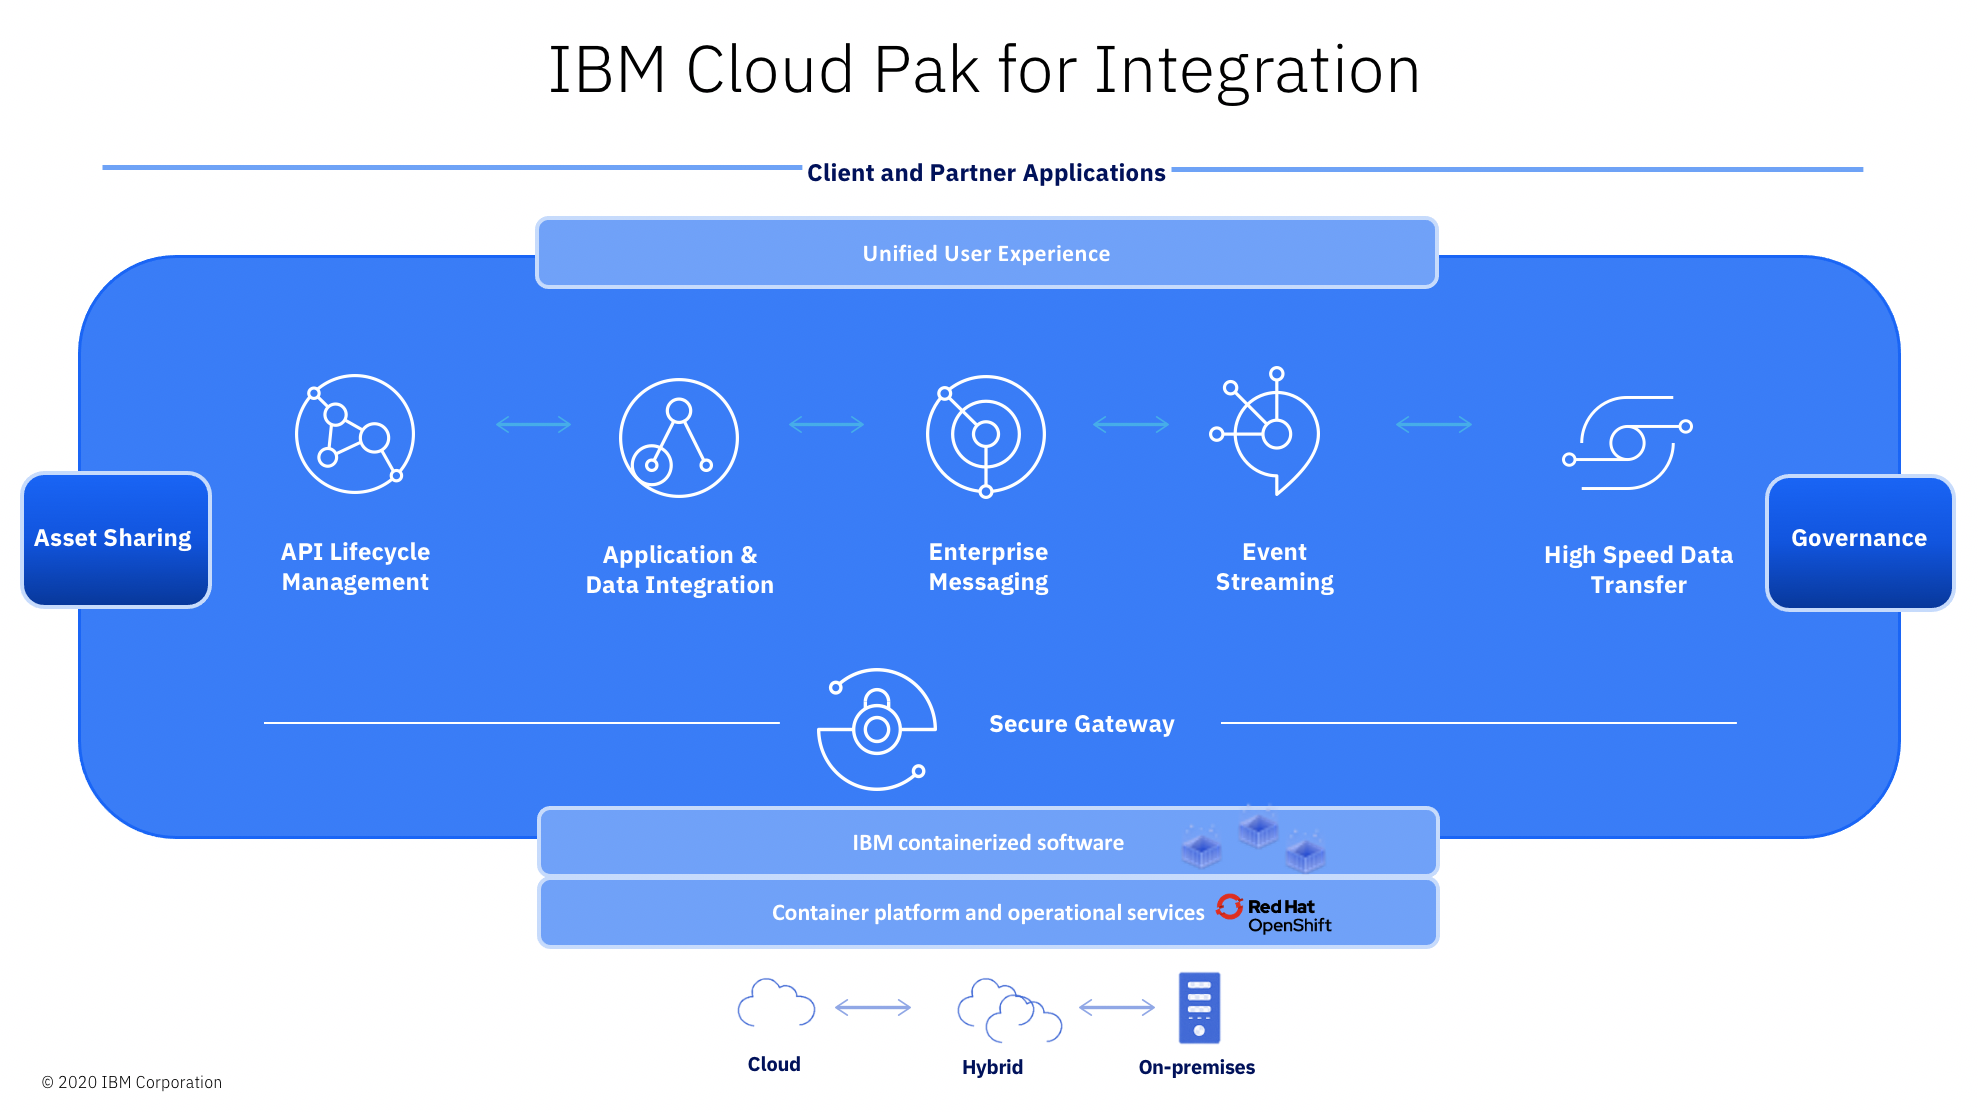 IBM Cloud Pak for Integration
Client and Partner Applications
Unified User Experience
Asset Sharing
API Lifecycle
Management
Application &
Data Integration
Enterprise
Messaging
Event
Streaming
High Speed Data
Transfer
Governance
Secure Gateway
IBM containerized software
Container platform and operational services
Red Hat
OpenShift
Cloud
Hybrid
On-premises
© 2020 IBM Corporation